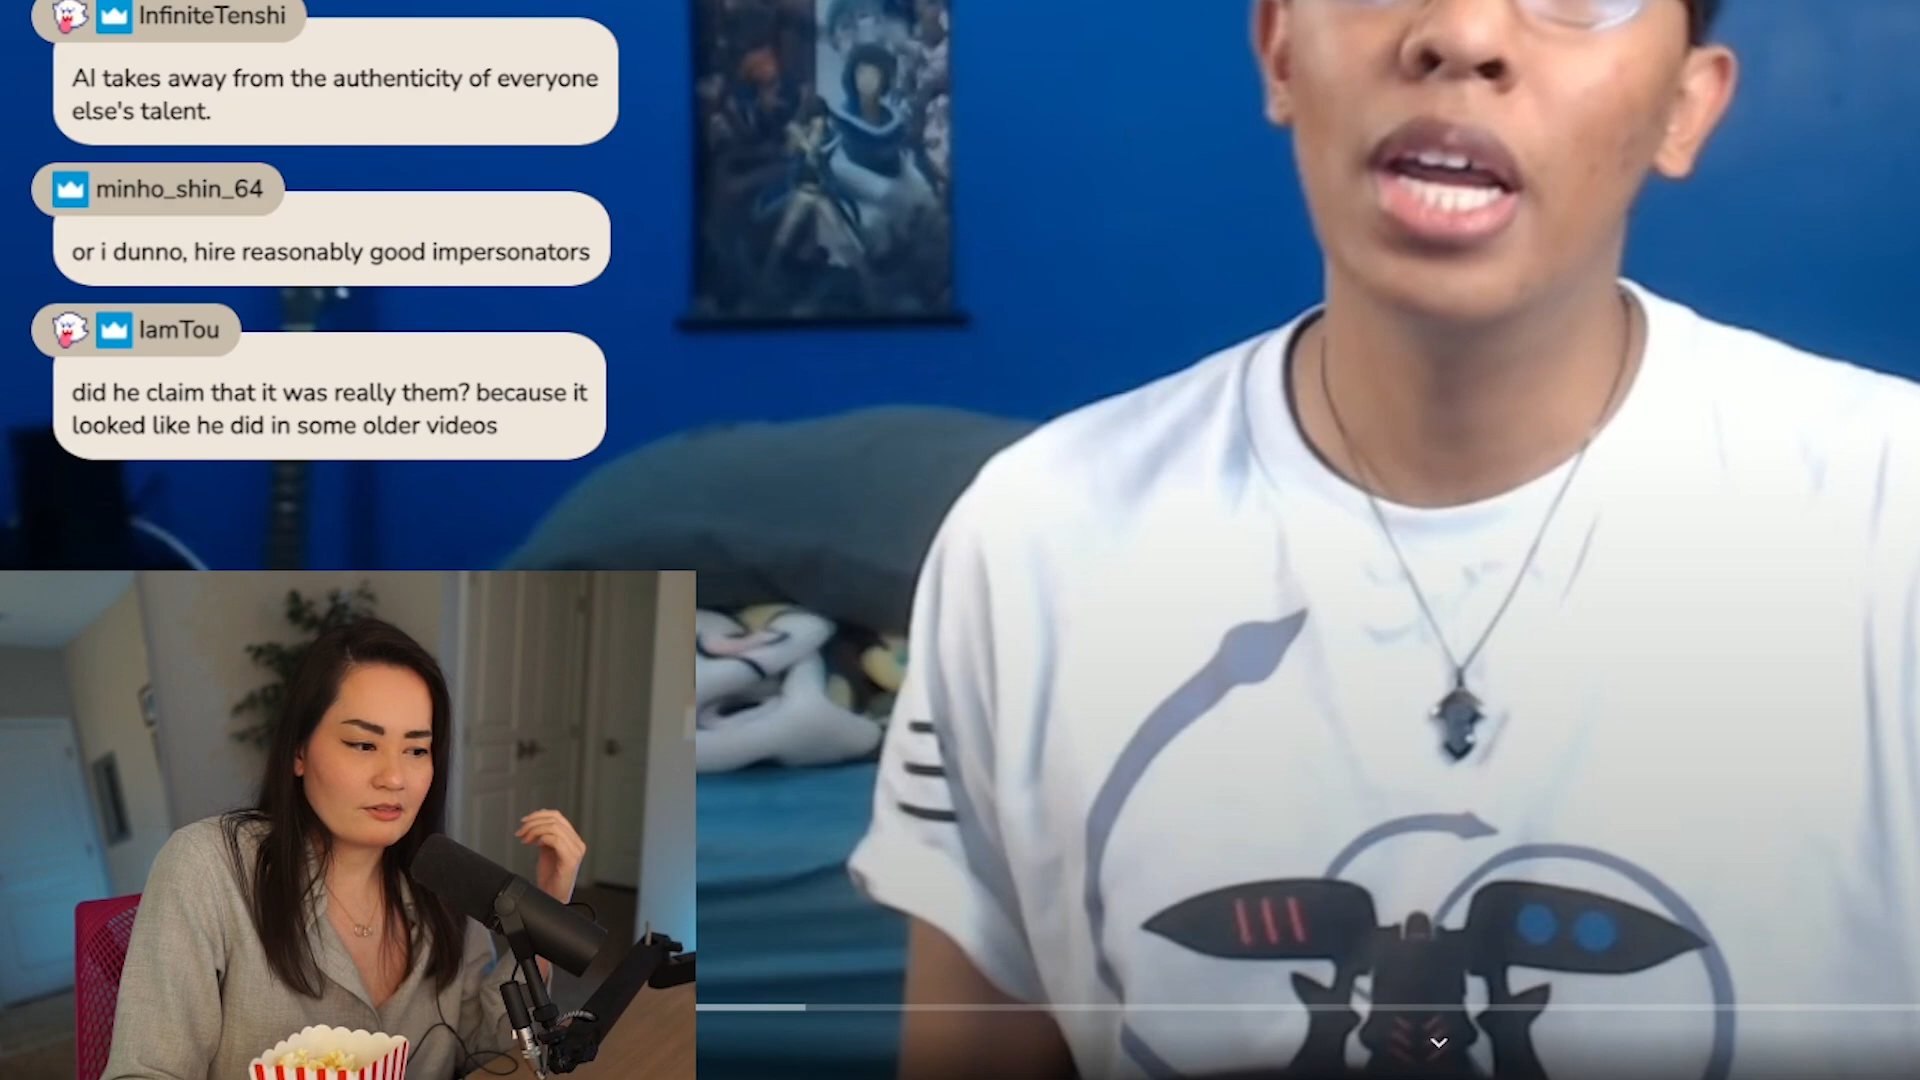 InfiniteTenshi
AI takes away from the authenticity of everyone
else's talent.
minho_shin_64
or i dunno, hire reasonably good impersonators
IamTou
did he claim that it was really them? because it
looked like he did in some older videos